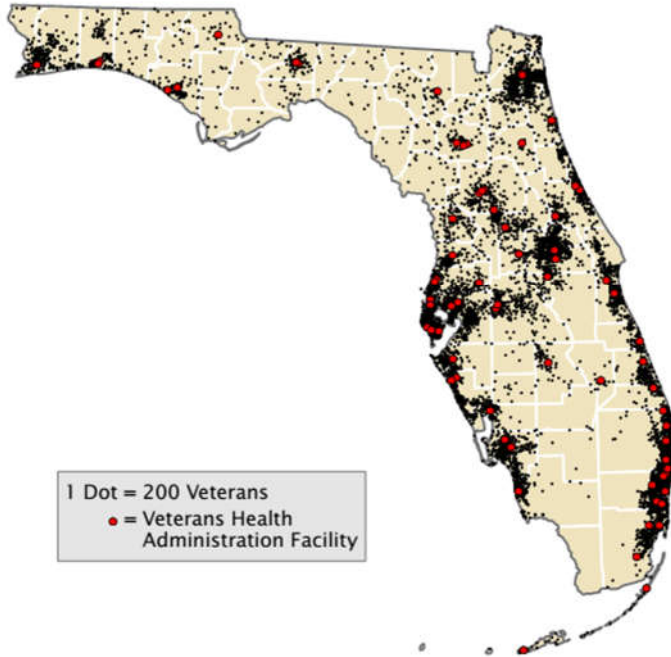 1 Dot = 200 Veterans
= Veterans Health
Administration Facility